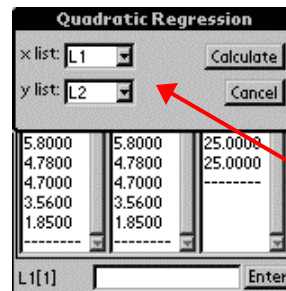 Quadratic Regression
x list: L1 Calculate
y list: L2 Cancel
5.8000 5.8000 25.0000
4.7800 4.7800 25.0000
4.7000 4.7000 --------
3.5600 3.5600
1.8500 1.8500
-------- --------
L1[1] Enter